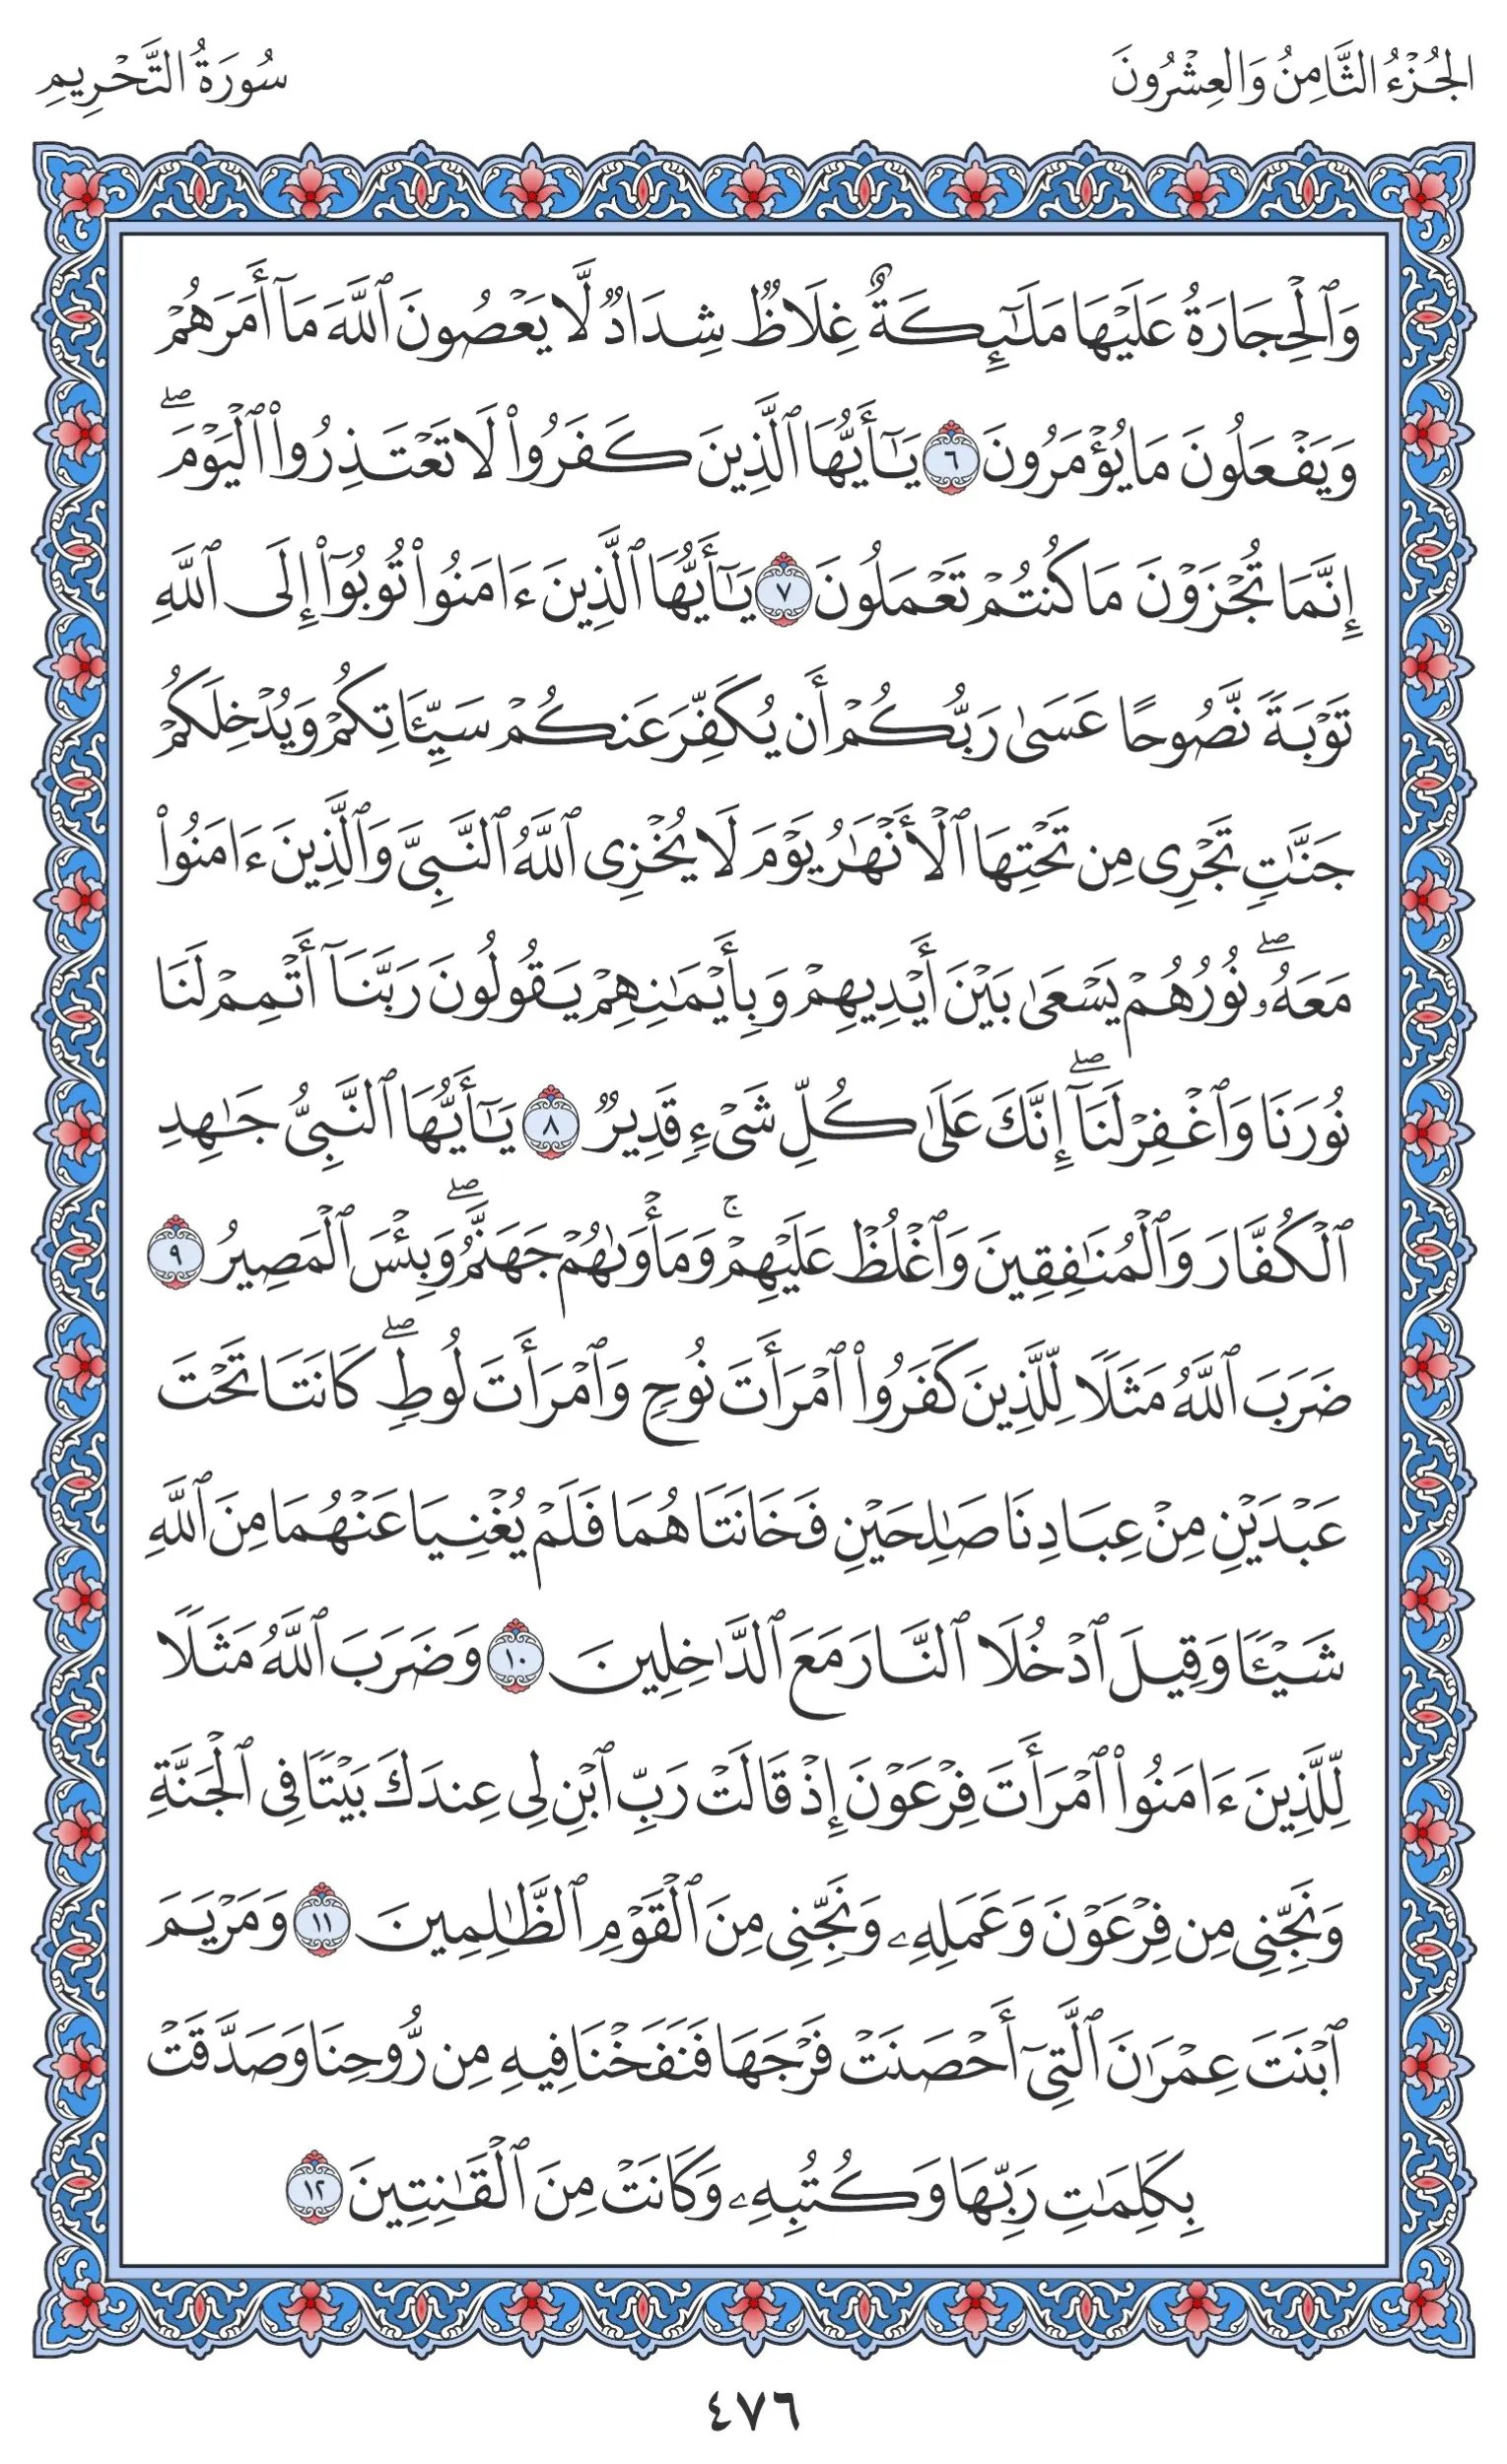 الجُزْءُ الثَّامِنُ وَالعِشْرُونَ
سُورَةُ التَّحْرِيمِ
وَٱلْحِجَارَةُ عَلَيْهَا مَلَـٰٓئِكَةٌ غِلَاظٌ شِدَادٌ لَّا يَعْصُونَ ٱللَّهَ مَآ أَمَرَهُمْ
وَيَفْعَلُونَ مَا يُؤْمَرُونَ ٦ يَـٰٓأَيُّهَا ٱلَّذِينَ كَفَرُوا۟ لَا تَعْتَذِرُوا۟ ٱلْيَوْمَ ۖ
إِنَّمَا تُجْزَوْنَ مَا كُنتُمْ تَعْمَلُونَ ٧ يَـٰٓأَيُّهَا ٱلَّذِينَ ءَامَنُوا۟ تُوبُوٓا۟ إِلَى ٱللَّهِ
تَوْبَةً نَّصُوحًا عَسَىٰ رَبُّكُمْ أَن يُكَفِّرَ عَنكُمْ سَيِّـَٔاتِكُمْ وَيُدْخِلَكُمْ
جَنَّـٰتٍ تَجْرِى مِن تَحْتِهَا ٱلْأَنْهَـٰرُ يَوْمَ لَا يُخْزِى ٱللَّهُ ٱلنَّبِىَّ وَٱلَّذِينَ ءَامَنُوا۟
مَعَهُۥ ۖ نُورُهُمْ يَسْعَىٰ بَيْنَ أَيْدِيهِمْ وَبِأَيْمَـٰنِهِمْ يَقُولُونَ رَبَّنَآ أَتْمِمْ لَنَا
نُورَنَا وَٱغْفِرْ لَنَآ ۖ إِنَّكَ عَلَىٰ كُلِّ شَىْءٍ قَدِيرٌ ٨ يَـٰٓأَيُّهَا ٱلنَّبِىُّ جَـٰهِدِ
ٱلْكُفَّارَ وَٱلْمُنَـٰفِقِينَ وَٱغْلُظْ عَلَيْهِمْ ۚ وَمَأْوَىٰهُمْ جَهَنَّمُ ۖ وَبِئْسَ ٱلْمَصِيرُ ٩
ضَرَبَ ٱللَّهُ مَثَلًا لِّلَّذِينَ كَفَرُوا۟ ٱمْرَأَتَ نُوحٍ وَٱمْرَأَتَ لُوطٍ ۖ كَانَتَا تَحْتَ
عَبْدَيْنِ مِنْ عِبَادِنَا صَـٰلِحَيْنِ فَخَانَتَاهُمَا فَلَمْ يُغْنِيَا عَنْهُمَا مِنَ ٱللَّهِ
شَيْـًٔا وَقِيلَ ٱدْخُلَا ٱلنَّارَ مَعَ ٱلدَّٰخِلِينَ ١٠ وَضَرَبَ ٱللَّهُ مَثَلًا
لِّلَّذِينَ ءَامَنُوا۟ ٱمْرَأَتَ فِرْعَوْنَ إِذْ قَالَتْ رَبِّ ٱبْنِ لِى عِندَكَ بَيْتًا فِى ٱلْجَنَّةِ
وَنَجِّنِى مِن فِرْعَوْنَ وَعَمَلِهِۦ وَنَجِّنِى مِنَ ٱلْقَوْمِ ٱلظَّـٰلِمِينَ ١١ وَمَرْيَمَ
ٱبْنَتَ عِمْرَٰنَ ٱلَّتِىٓ أَحْصَنَتْ فَرْجَهَا فَنَفَخْنَا فِيهِ مِن رُّوحِنَا وَصَدَّقَتْ
بِكَلِمَـٰتِ رَبِّهَا وَكُتُبِهِۦ وَكَانَتْ مِنَ ٱلْقَـٰنِتِينَ ١٢
٤٧٦